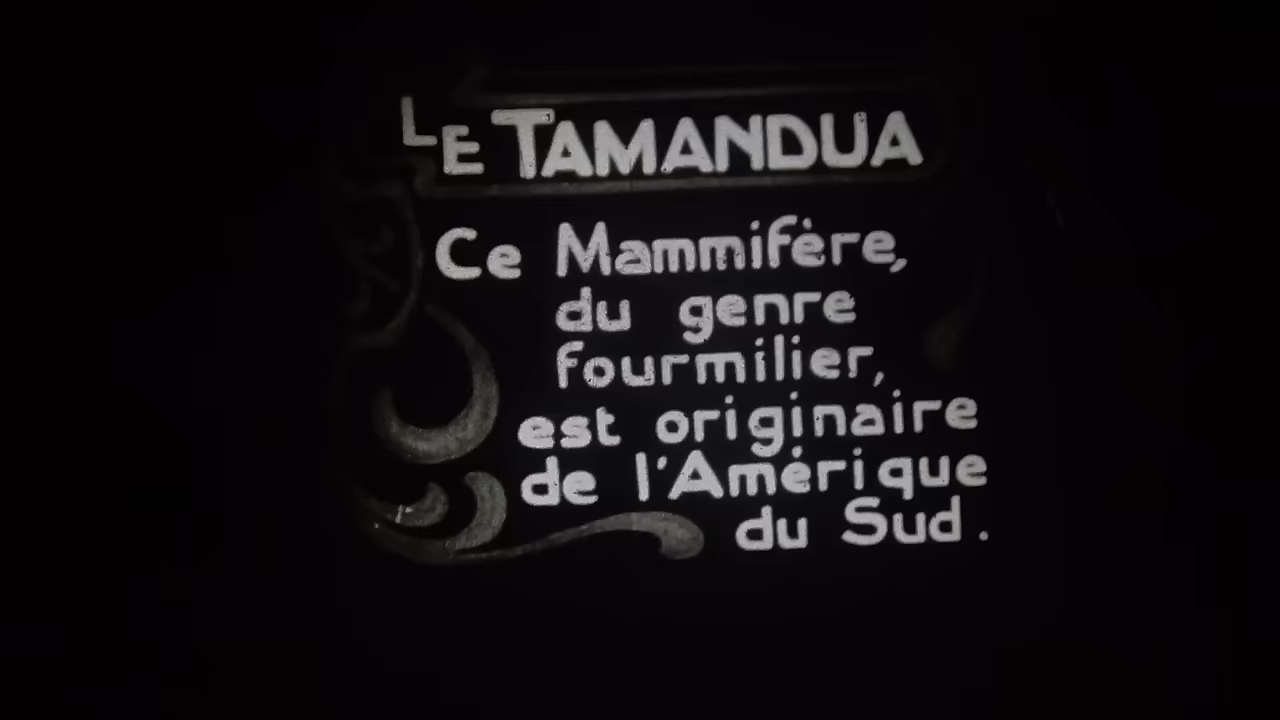 LE TAMANDUA
Ce Mammifère,
du genre
fourmilier,
est originaire
de l'Amérique
du Sud.